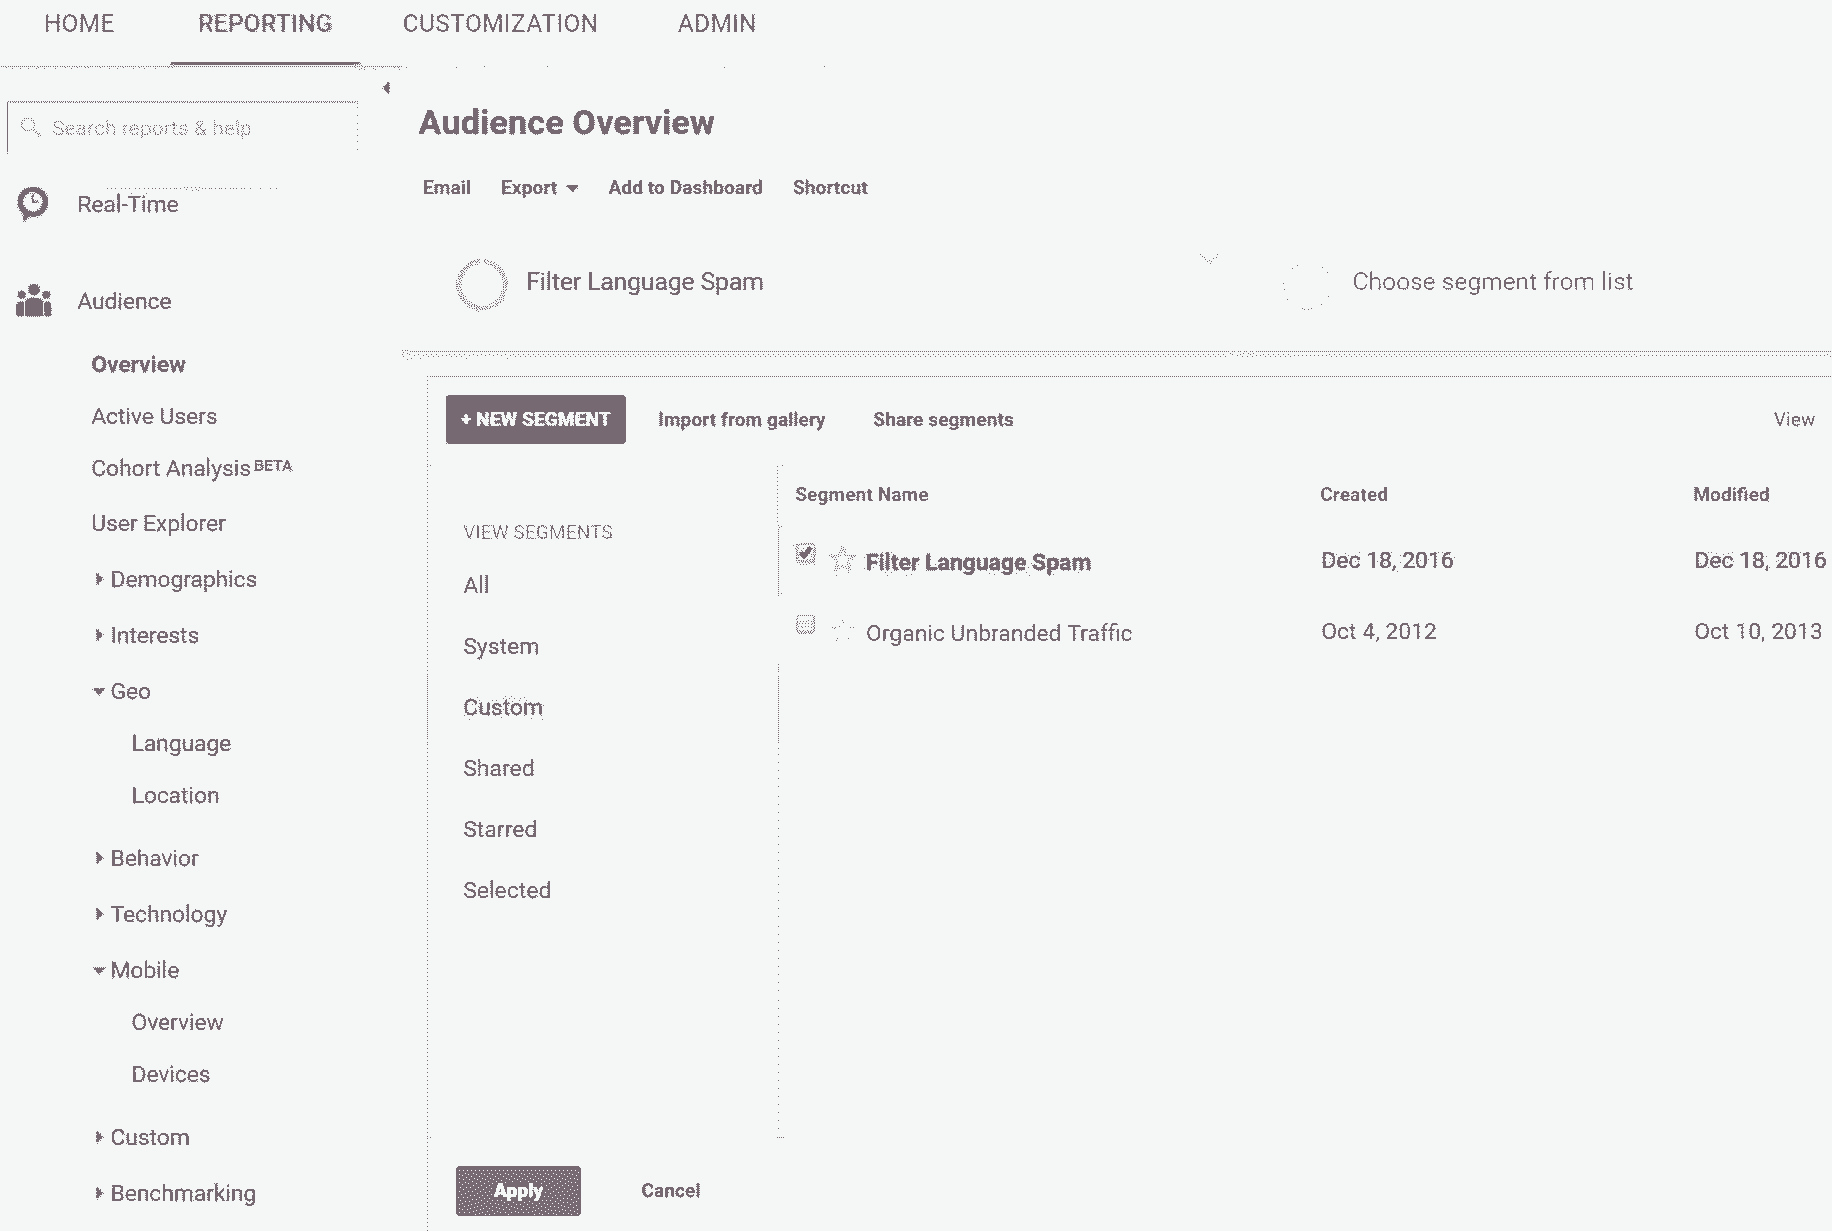 HOME REPORTING CUSTOMIZATION ADMIN
Search reports & help
Real-Time
Audience
Overview
Active Users
Cohort Analysis BETA
User Explorer
Demographics
Interests
Geo
Language
Location
Behavior
Technology
Mobile
Overview
Devices
Custom
Benchmarking
Audience Overview
Email Export Add to Dashboard Shortcut
Filter Language Spam
Choose segment from list
+ NEW SEGMENT Import from gallery Share segments View
VIEW SEGMENTS
All
System
Custom
Shared
Starred
Selected
Segment Name Created Modified
Filter Language Spam Dec 18, 2016 Dec 18, 2016
Organic Unbranded Traffic Oct 4, 2012 Oct 10, 2013
Apply Cancel